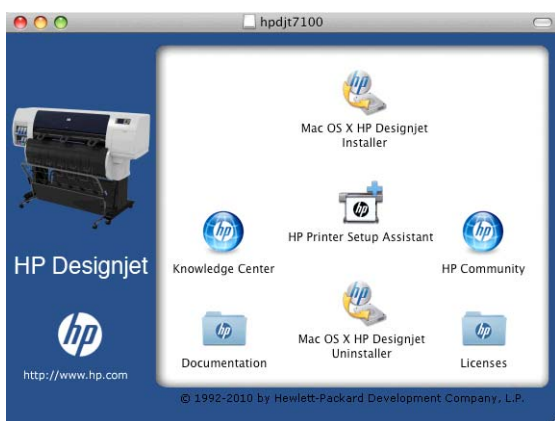 hpdjt7100
Mac OS X HP Designjet
Installer
HP Printer Setup Assistant
Knowledge Center
HP Community
HP Designjet
Mac OS X HP Designjet
Uninstaller
Documentation
Licenses
hp
http://www.hp.com
© 1992-2010 by Hewlett-Packard Development Company, L.P.